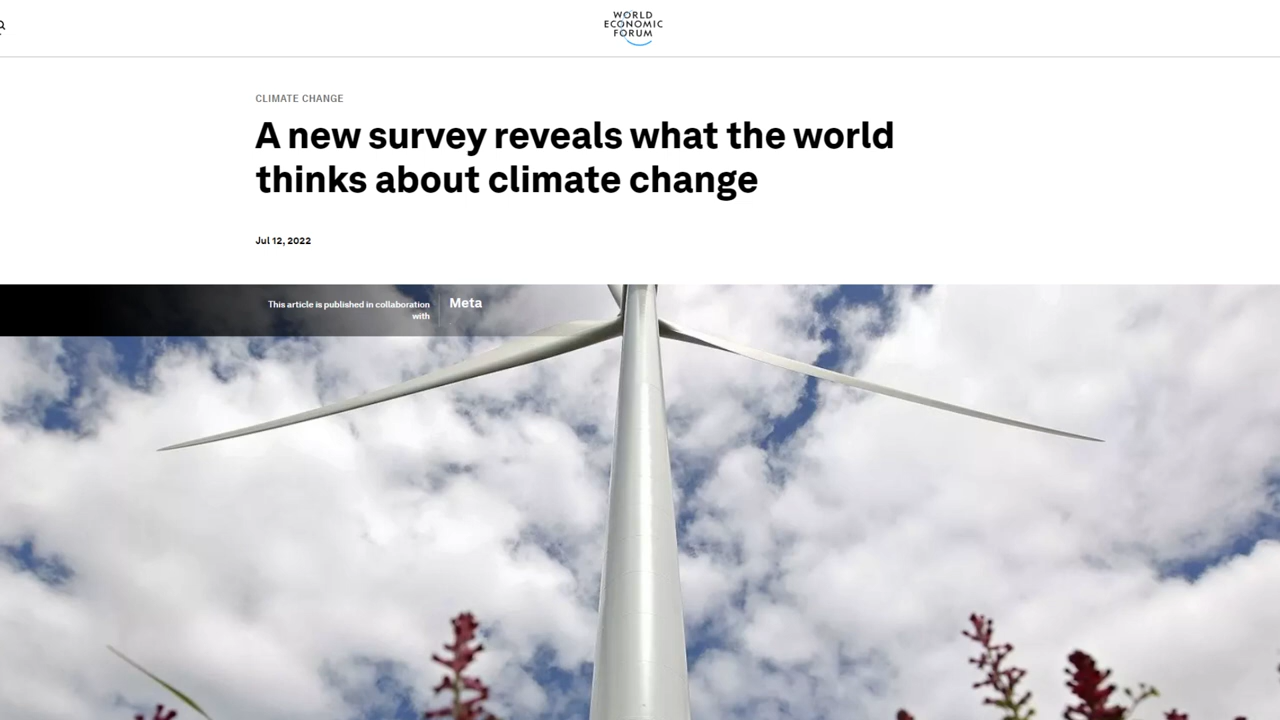 WORLD
ECONOMIC
FORUM
CLIMATE CHANGE
A new survey reveals what the world
thinks about climate change
Jul 12, 2022
This article is published in collaboration
with
Meta